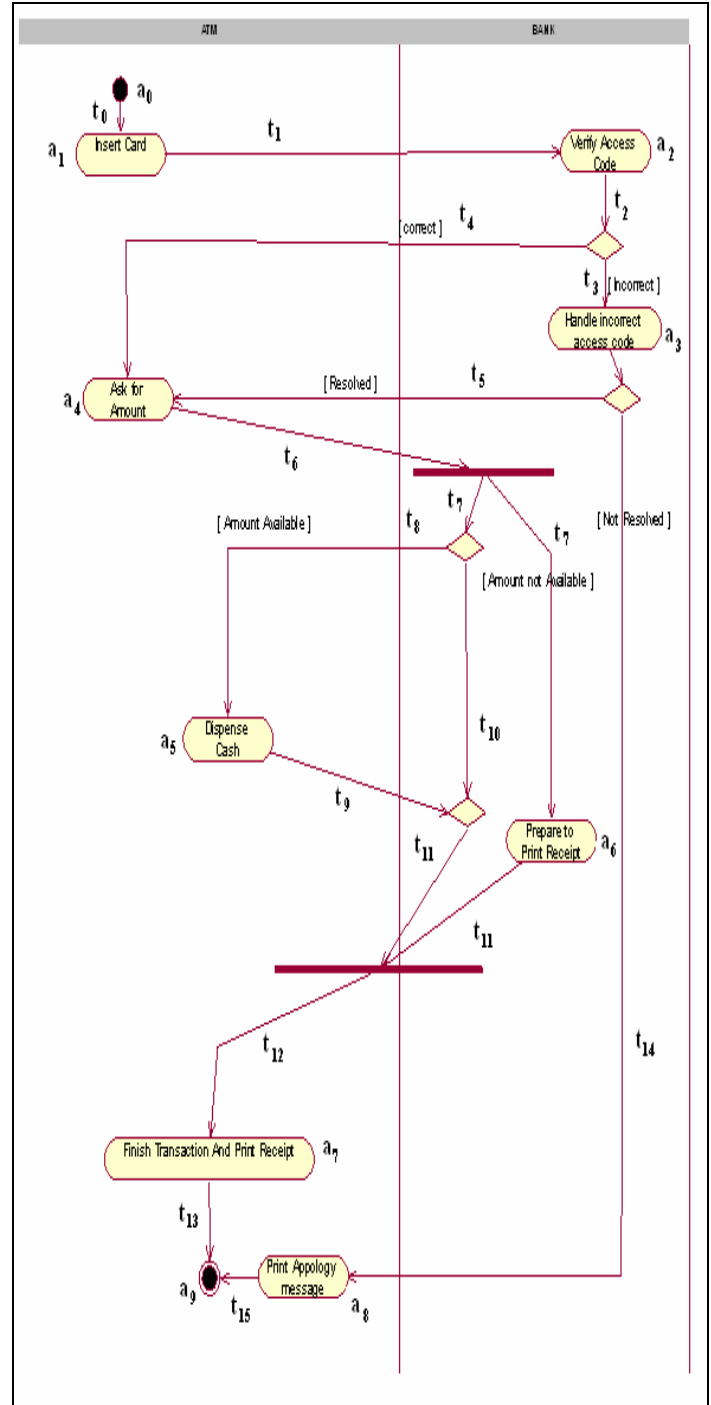 ATM
BANK
a0
t0
Insert Card
a1
t1
Verify Access
Code
a2
t2
t4
[ correct ]
t3
[ Incorrect ]
Handle incorrect
access code
a3
Ask for
Amount
a4
[ Resolved ]
t5
t6
t7
t7
[ Not Resolved ]
[ Amount Available ]
t8
[ Amount not Available ]
Dispense
Cash
a5
t10
t9
t11
Prepare to
Print Receipt
a6
t11
t12
t14
Finish Transaction And Print Receipt
a7
t13
Print Appology
message
a9
t15
a8